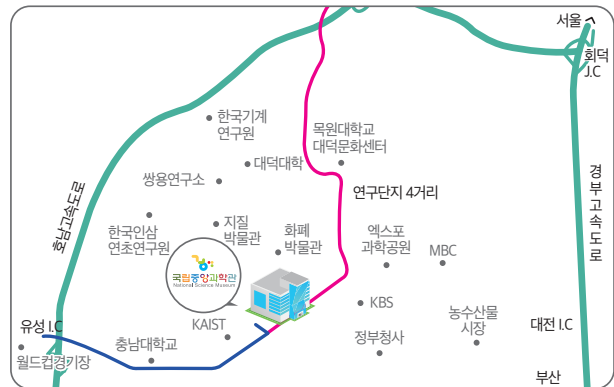 서울
회덕
J.C
한국기계
연구원
목원대학교
대덕문화센터
대덕대학
쌍용연구소
연구단지 4거리
호남고속도로
경부고속도로
한국인삼
연초연구원
지질
박물관
화폐
박물관
엑스포
과학공원
MBC
국립중앙과학관
National Science Museum
KBS
농수산물
시장
유성 I.C
KAIST
대전 I.C
정부청사
충남대학교
월드컵경기장
부산